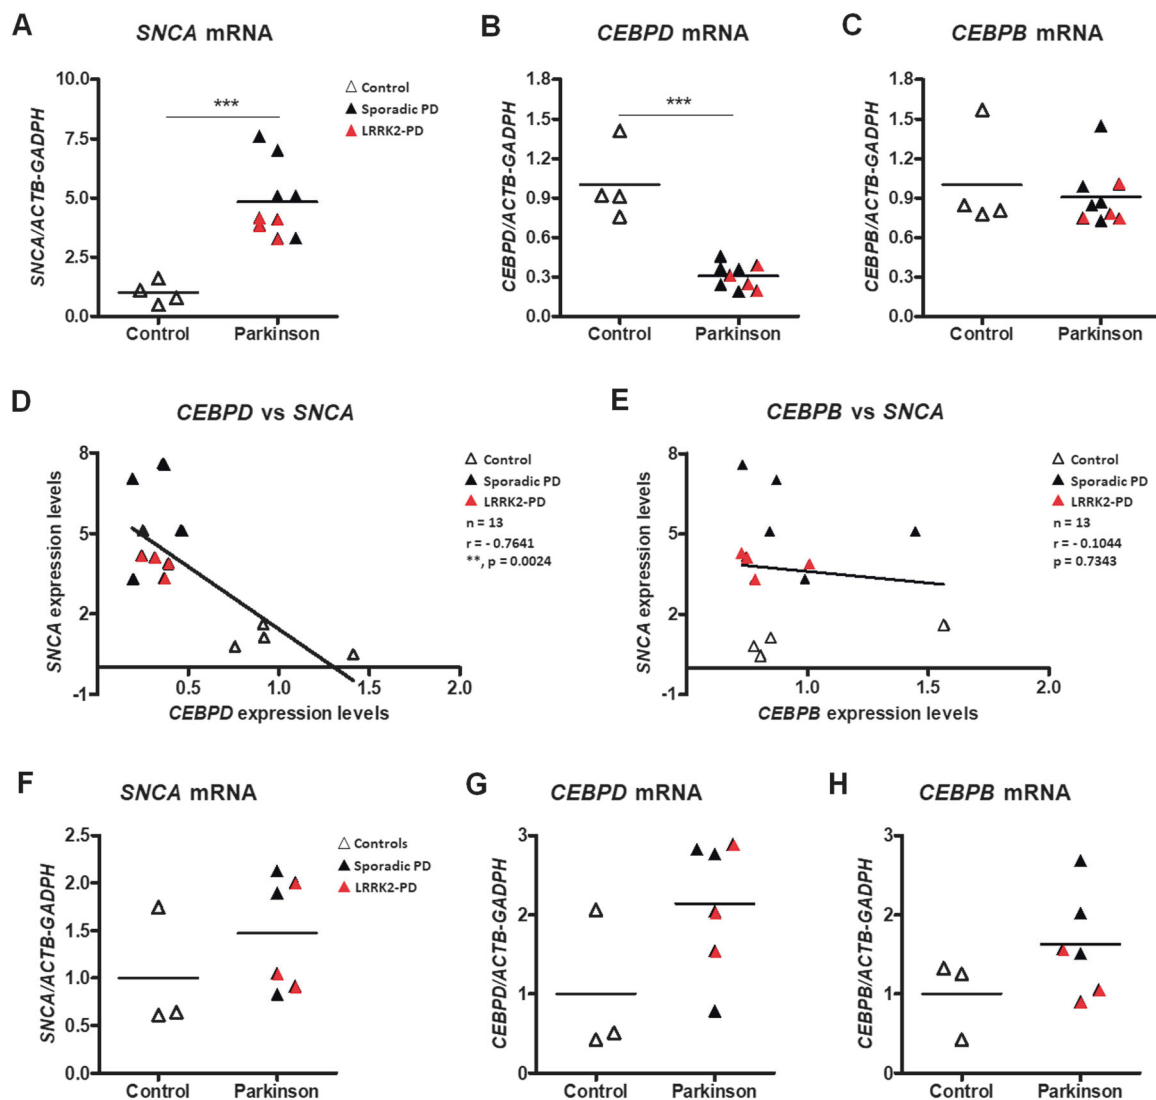 A
SNCA mRNA
SNCA/ACTB-GADPH
10.0
7.5
5.0
2.5
0.0
***
Control
Parkinson
Control
Sporadic PD
LRRK2-PD
B
CEBPD mRNA
CEBPD/ACTB-GADPH
1.8
1.5
1.2
0.9
0.6
0.3
0.0
***
Control
Parkinson
C
CEBPB mRNA
CEBPB/ACTB-GADPH
1.8
1.5
1.2
0.9
0.6
0.3
0.0
Control
Parkinson
D
CEBPD vs SNCA
SNCA expression levels
8
5
2
-1
0.5
1.0
1.5
2.0
CEBPD expression levels
Control
Sporadic PD
LRRK2-PD
n = 13
r = - 0.7641
**, p = 0.0024
E
CEBPB vs SNCA
SNCA expression levels
8
5
2
-1
1.0
1.5
2.0
CEBPB expression levels
Control
Sporadic PD
LRRK2-PD
n = 13
r = - 0.1044
p = 0.7343
F
SNCA mRNA
SNCA/ACTB-GADPH
2.5
2.0
1.5
1.0
0.5
0.0
Control
Parkinson
Controls
Sporadic PD
LRRK2-PD
G
CEBPD mRNA
CEBPD/ACTB-GADPH
3
2
1
0
Control
Parkinson
H
CEBPB mRNA
CEBPB/ACTB-GADPH
3
2
1
0
Control
Parkinson